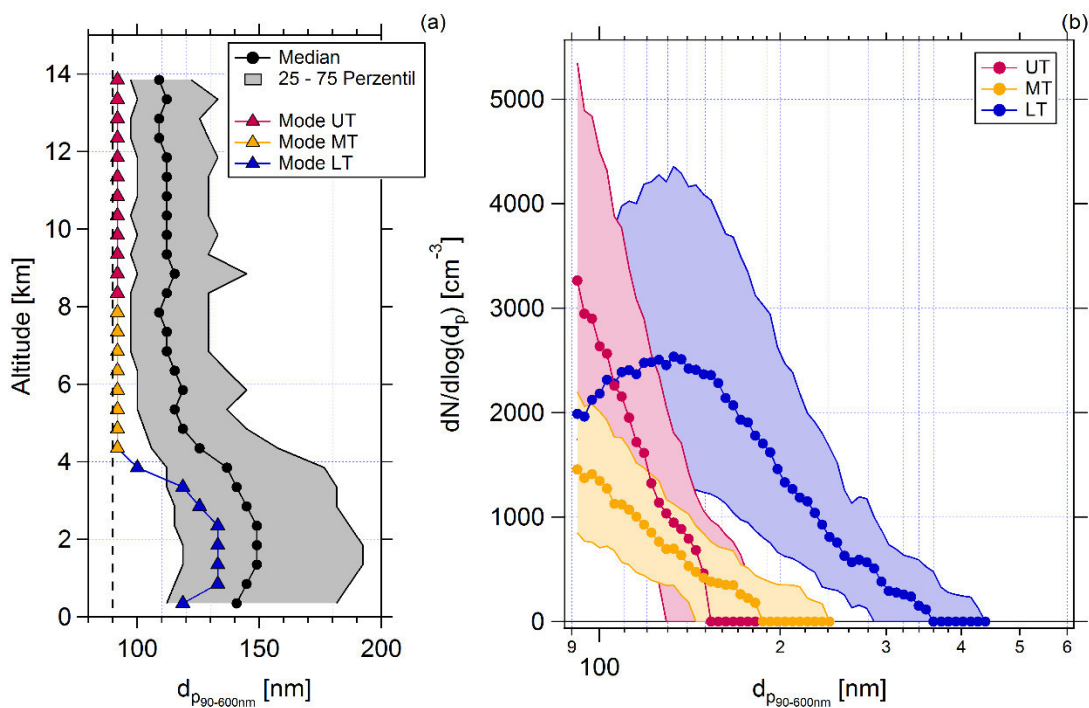 (a)
Median
25 - 75 Perzentil
Mode UT
Mode MT
Mode LT
Altitude [km]
14
12
10
8
6
4
2
0
100
150
200
dp90-600nm [nm]
(b)
UT
MT
LT
dN/dlog(dp) [cm-3]
5000
4000
3000
2000
1000
0
9
100
2
3
4
5
6
dp90-600nm [nm]